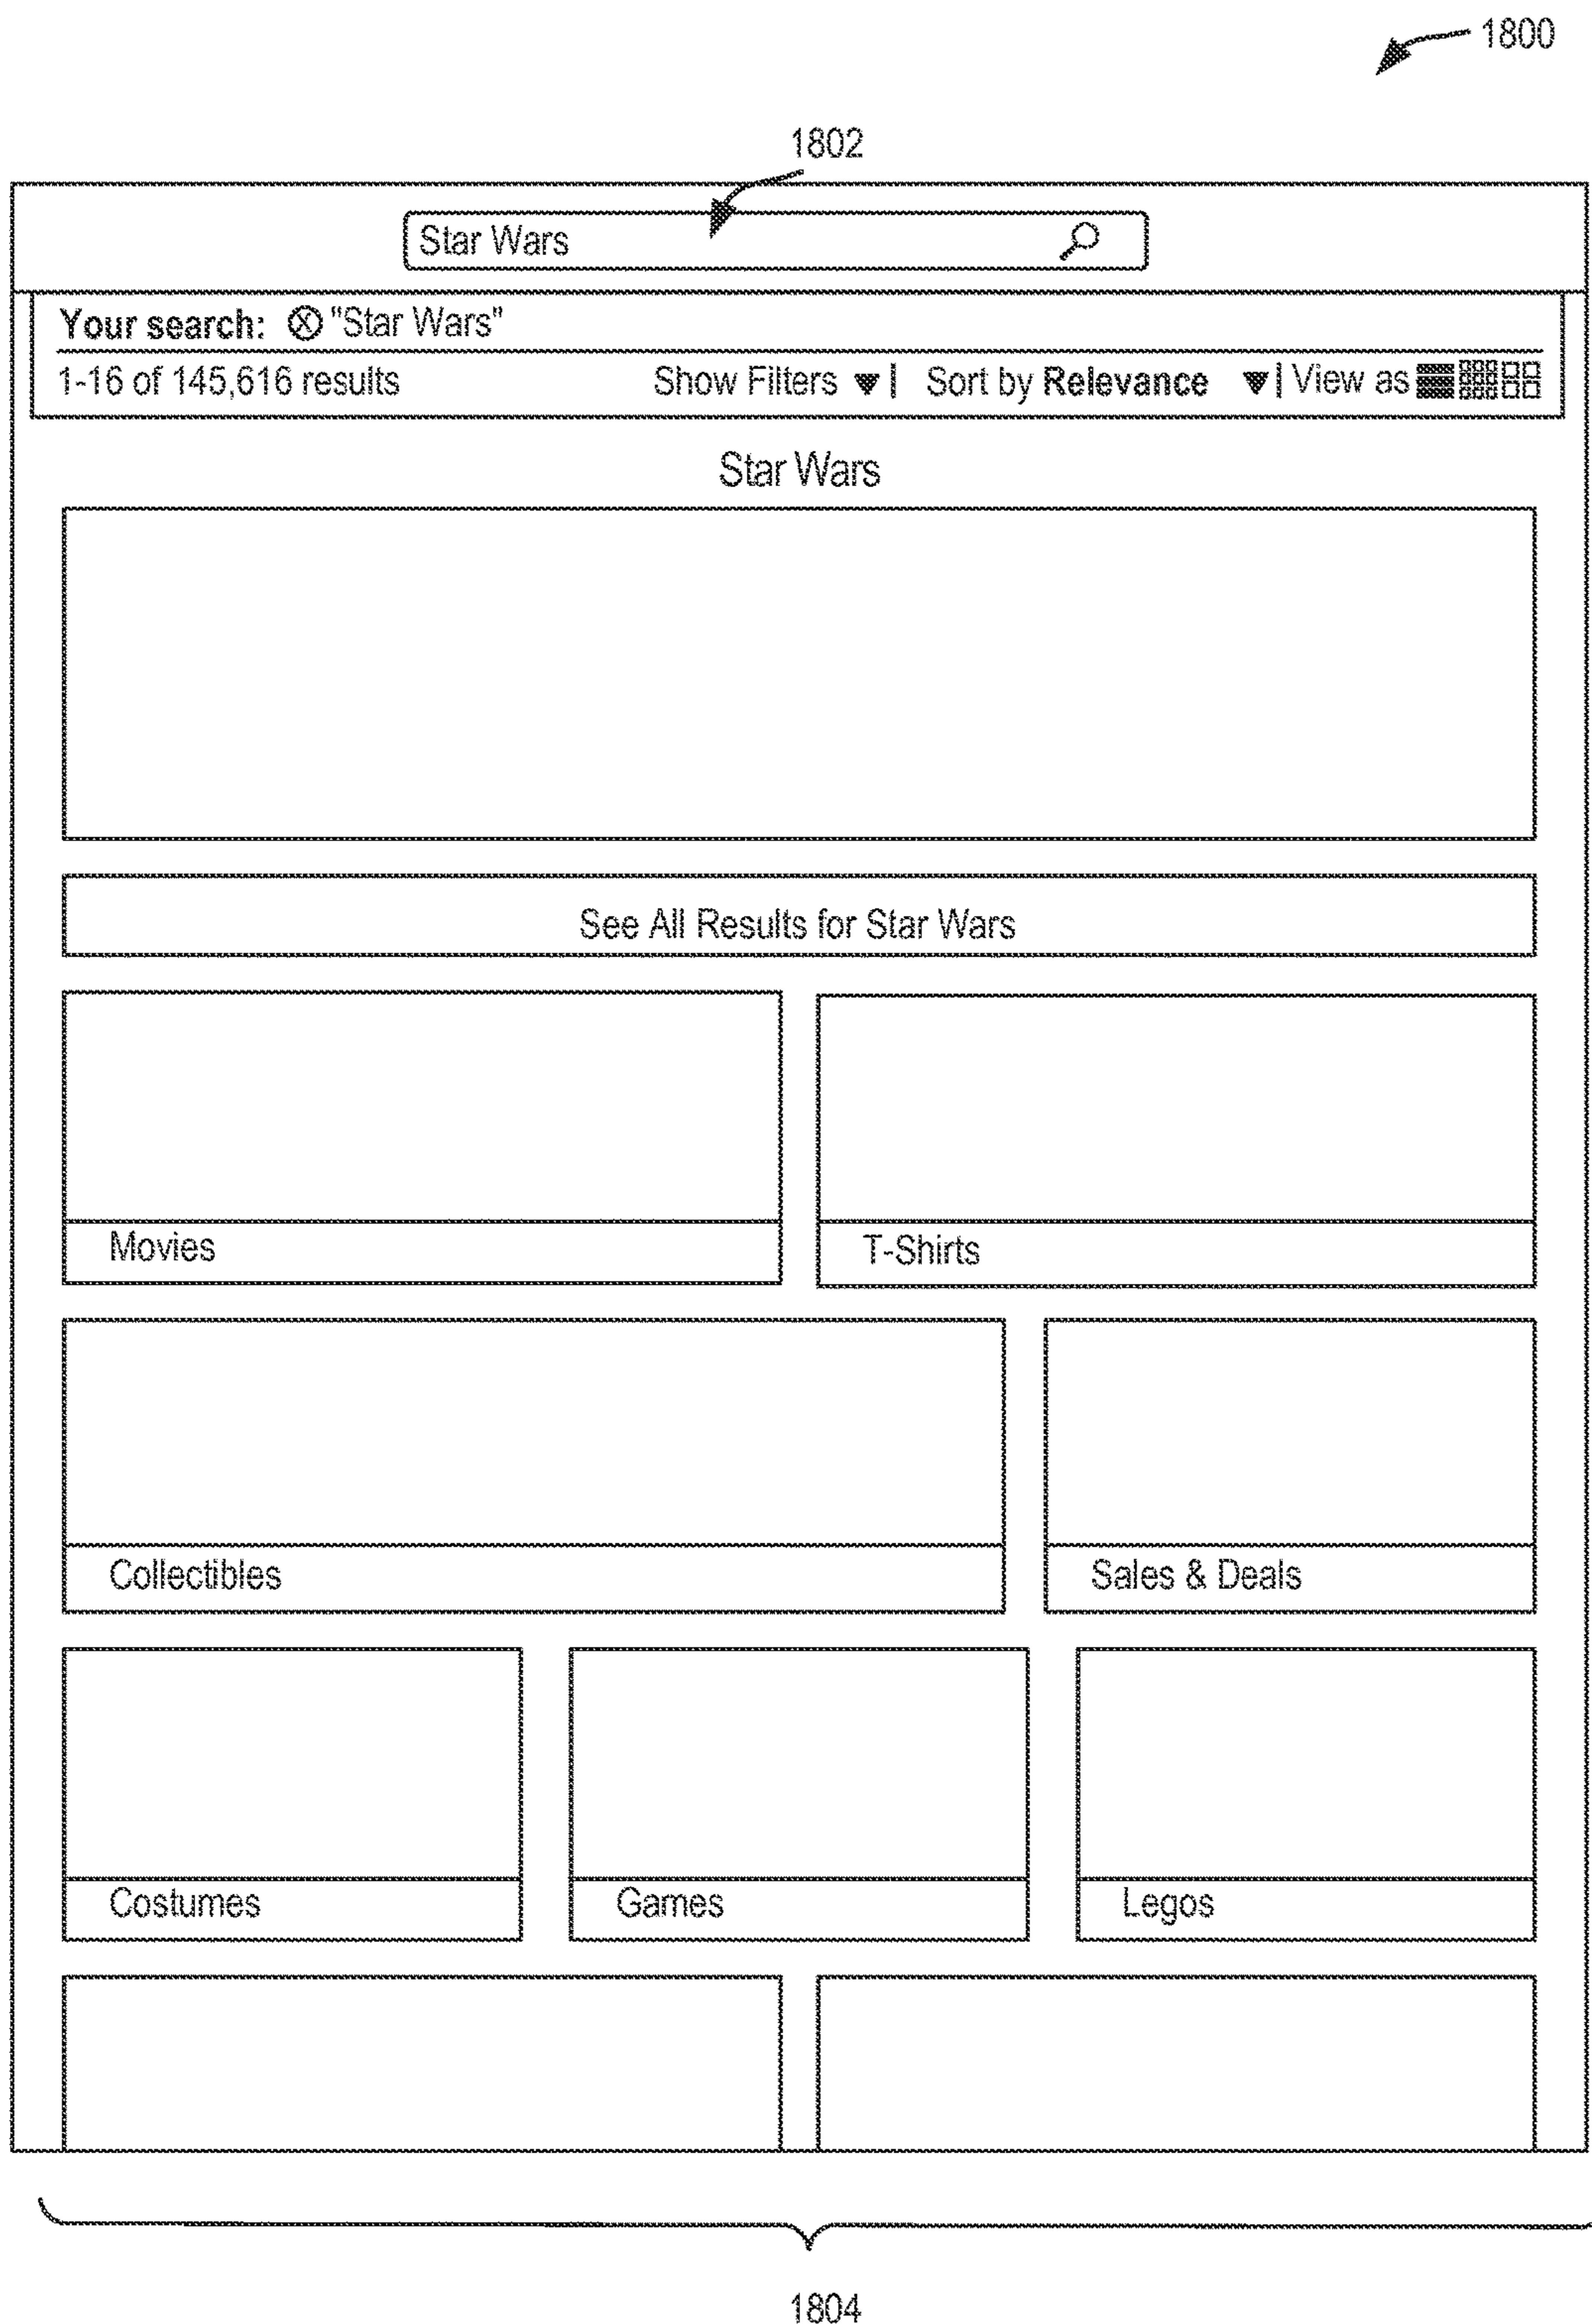 1800
1802
Star Wars
Your search: Ⓧ "Star Wars"
1-16 of 145,616 results Show Filters ▼ | Sort by Relevance ▼ | View as
Star Wars
See All Results for Star Wars
Movies T-Shirts
Collectibles Sales & Deals
Costumes Games Legos
1804